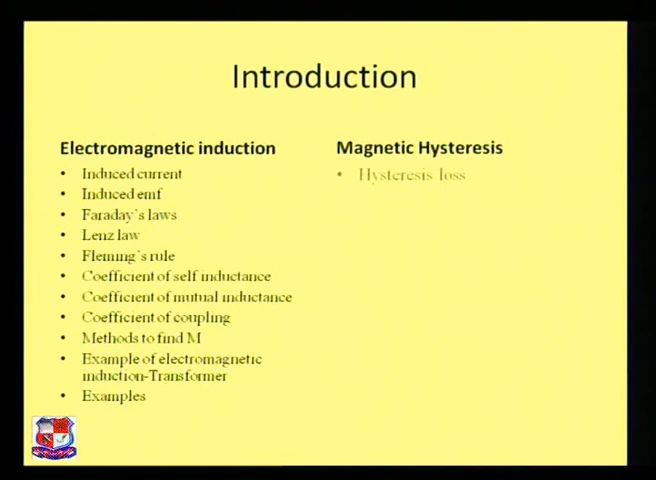 Introduction
Electromagnetic induction
• Induced current
• Induced emf
• Faraday's laws
• Lenz law
• Fleming's rule
• Coefficient of self inductance
• Coefficient of mutual inductance
• Coefficient of coupling
• Methods to find M
• Example of electromagnetic
induction-Transformer
• Examples
Magnetic Hysteresis
• Hysteresis loss